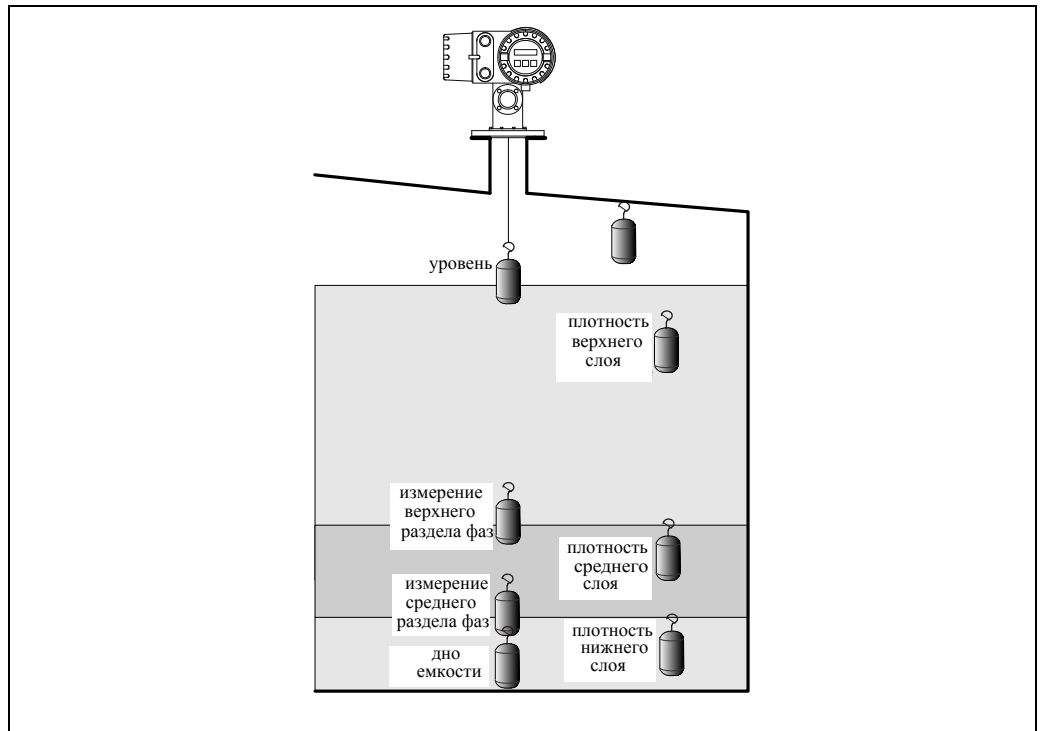 уровень
плотность
верхнего
слоя
измерение
верхнего
раздела фаз
плотность
среднего
слоя
измерение
среднего
раздела фаз
плотность
нижнего
слоя
дно
емкости